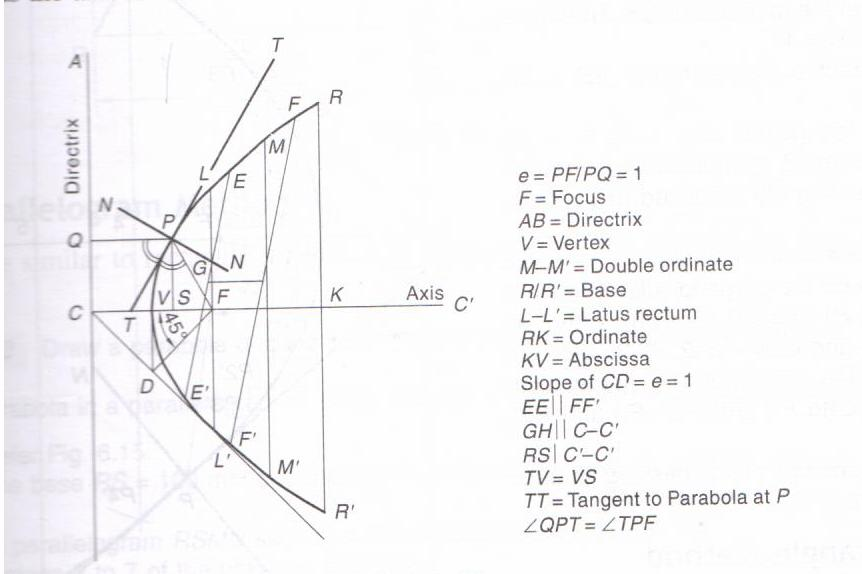 T
A
F
R
M
Directrix
L
E
N
P
Q
G
N
V
S
F
K
Axis
C'
C
T
45°
D
E'
F'
L'
M'
R'
e = PF/PQ = 1
F = Focus
AB = Directrix
V = Vertex
M–M' = Double ordinate
R/R' = Base
L–L' = Latus rectum
RK = Ordinate
KV = Abscissa
Slope of CD = e = 1
EE|| FF'
GH|| C–C'
RS| C'–C'
TV = VS
TT = Tangent to Parabola at P
∠QPT = ∠TPF